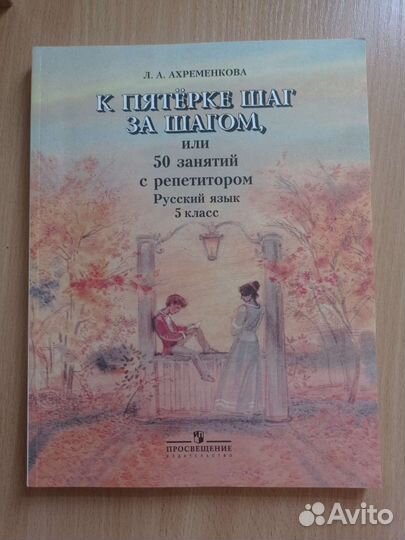 Л. А. АХРЕМЕНКОВА
К ПЯТЁРКЕ ШАГ
ЗА ШАГОМ,
или
50 занятий
с репетитором
Русский язык
5 класс
ПРОСВЕЩЕНИЕ
ИЗДАТЕЛЬСТВО
Avito